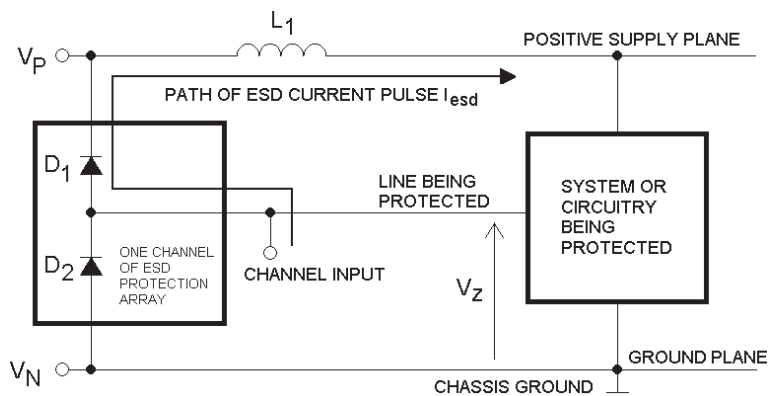 L1
POSITIVE SUPPLY PLANE
VP
PATH OF ESD CURRENT PULSE Iesd
D1
LINE BEING
PROTECTED
SYSTEM OR
CIRCUITRY
BEING
PROTECTED
D2
ONE CHANNEL
OF ESD
PROTECTION
ARRAY
CHANNEL INPUT
VZ
GROUND PLANE
VN
CHASSIS GROUND